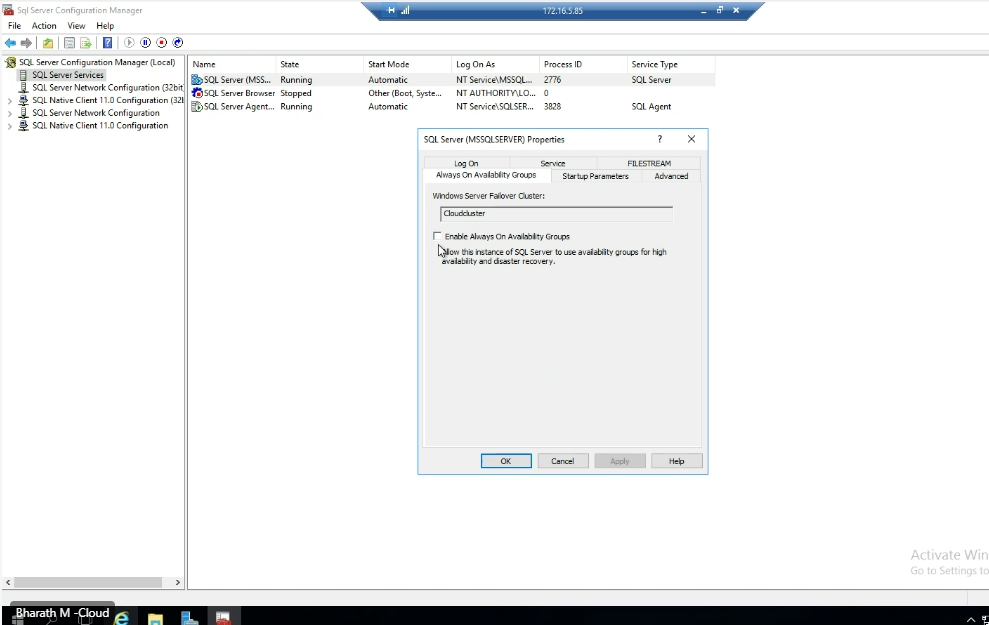 Sql Server Configuration Manager
172.16.5.85
File Action View Help
SQL Server Configuration Manager (Local)
SQL Server Services
SQL Server Network Configuration (32bit
SQL Native Client 11.0 Configuration (32l
SQL Server Network Configuration
SQL Native Client 11.0 Configuration
Name State Start Mode Log On As Process ID Service Type
SQL Server (MSS... Running Automatic NT Service\MSSQL... 2776 SQL Server
SQL Server Browser Stopped Other (Boot, Syste... NT AUTHORITY\LO... 0
SQL Server Agent... Running Automatic NT Service\SQLSER... 3828 SQL Agent
SQL Server (MSSQLSERVER) Properties ? X
Log On Service FILESTREAM
Always On Availability Groups Startup Parameters Advanced
Windows Server Failover Cluster:
Cloudcluster
Enable Always On Availability Groups
llow this instance of SQL Server to use availability groups for high
availability and disaster recovery.
OK Cancel Apply Help
Activate Win
Go to Settings to
Bharath M -Cloud